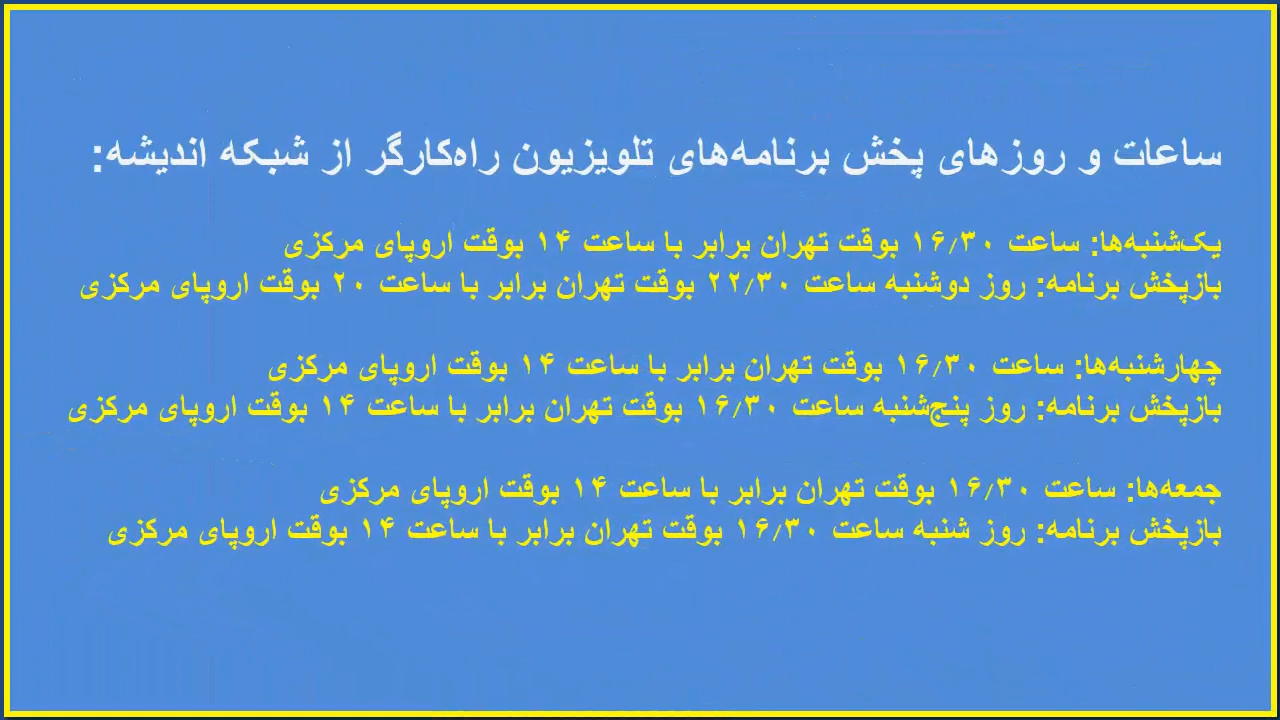 ساعات و روزهای پخش برنامه‌های تلویزیون راه‌کارگر از شبکه اندیشه:
یک‌شنبه‌ها: ساعت ۱۶٫۳۰ بوقت تهران برابر با ساعت ۱۴ بوقت اروپای مرکزی
بازپخش برنامه: روز دوشنبه ساعت ۲۲٫۳۰ بوقت تهران برابر با ساعت ۲۰ بوقت اروپای مرکزی
چهارشنبه‌ها: ساعت ۱۶٫۳۰ بوقت تهران برابر با ساعت ۱۴ بوقت اروپای مرکزی
بازپخش برنامه: روز پنج‌شنبه ساعت ۱۶٫۳۰ بوقت تهران برابر با ساعت ۱۴ بوقت اروپای مرکزی
جمعه‌ها: ساعت ۱۶٫۳۰ بوقت تهران برابر با ساعت ۱۴ بوقت اروپای مرکزی
بازپخش برنامه: روز شنبه ساعت ۱۶٫۳۰ بوقت تهران برابر با ساعت ۱۴ بوقت اروپای مرکزی